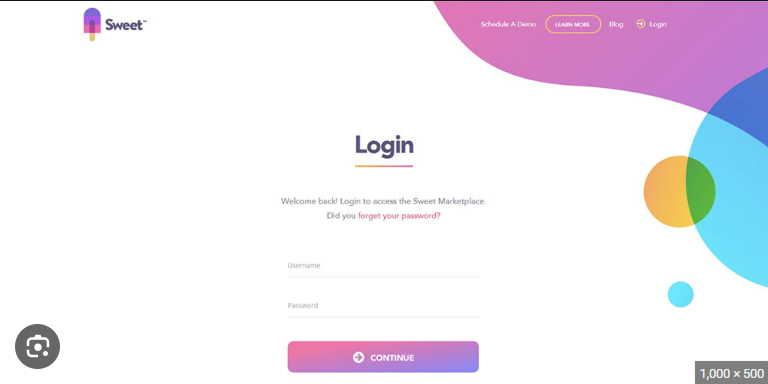 Sweet™
Schedule A Demo
LEARN MORE
Blog
Login
Login
Welcome back! Login to access the Sweet Marketplace.
Did you forget your password?
Username
Password
CONTINUE
1,000 × 500